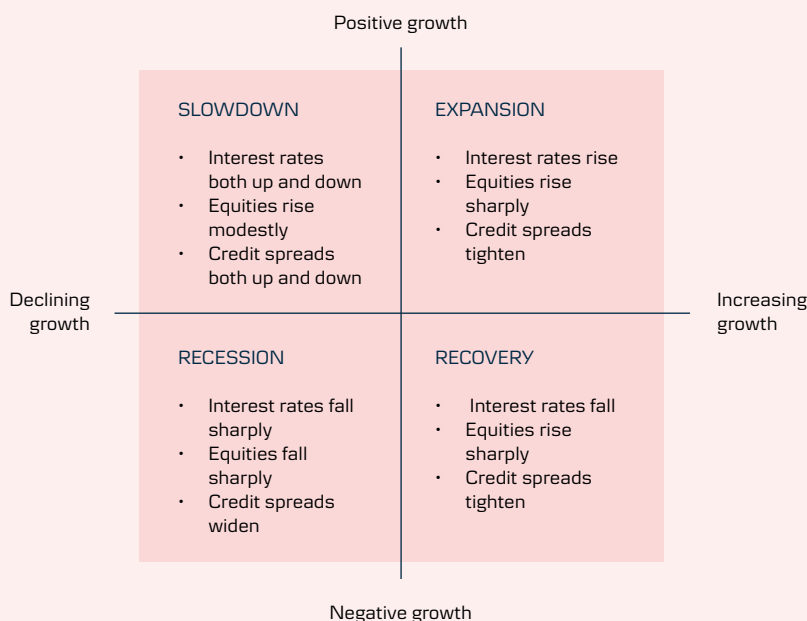 Positive growth
SLOWDOWN
• Interest rates
both up and down
• Equities rise
modestly
• Credit spreads
both up and down
EXPANSION
• Interest rates rise
• Equities rise
sharply
• Credit spreads
tighten
Declining
growth
Increasing
growth
RECESSION
• Interest rates fall
sharply
• Equities fall
sharply
• Credit spreads
widen
RECOVERY
• Interest rates fall
• Equities rise
sharply
• Credit spreads
tighten
Negative growth